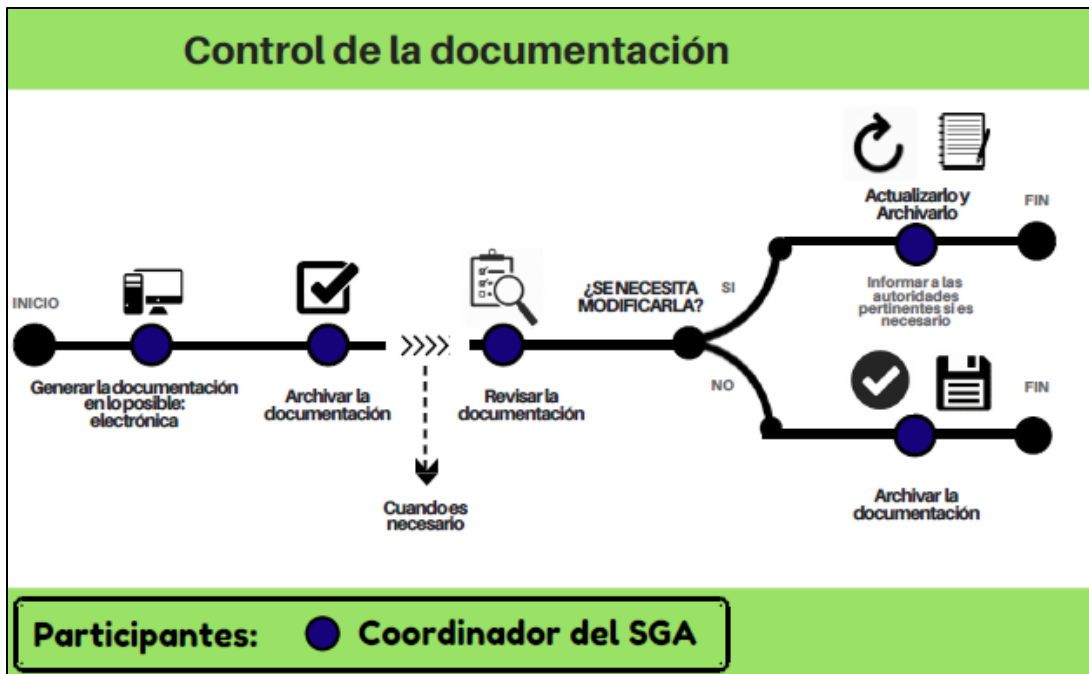 Control de la documentación
INICIO
Generar la documentación
en lo posible:
electrónica
Archivar la
documentación
Cuando es
necesario
Revisar la
documentación
¿SE NECESITA
MODIFICARLA?
SI
Actualizarlo y
Archivarlo
FIN
Informar a las
autoridades
pertinentes si es
necesario
NO
FIN
Archivar la
documentación
Participantes: Coordinador del SGA